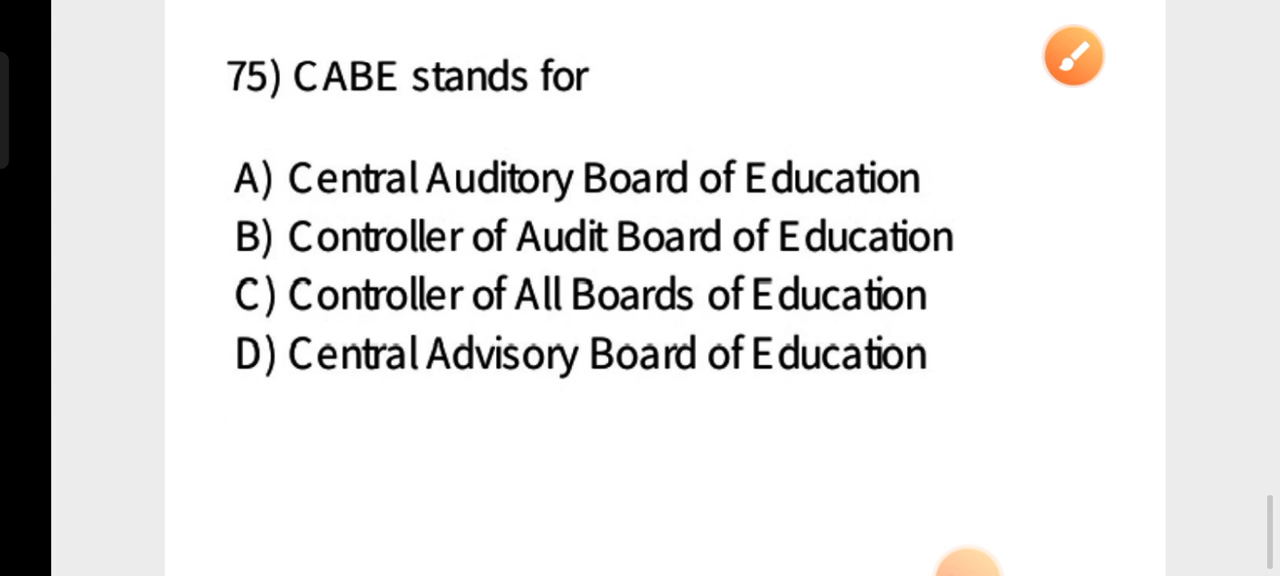 75) CABE stands for
A) Central Auditory Board of Education
B) Controller of Audit Board of Education
C) Controller of All Boards of Education
D) Central Advisory Board of Education